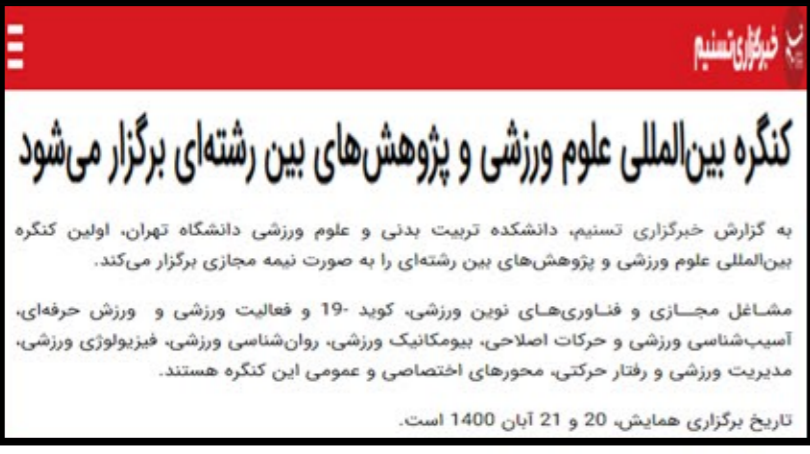 خبرگزاری تسنیم
کنگره بین‌المللی علوم ورزشی و پژوهش‌های بین رشته‌ای برگزار می‌شود
به گزارش خبرگزاری تسنیم، دانشکده تربیت بدنی و علوم ورزشی دانشگاه تهران، اولین کنگره
بین‌المللی علوم ورزشی و پژوهش‌های بین رشته‌ای را به صورت نیمه مجازی برگزار می‌کند.
مشاغل مجــازی و فنـاوری‌هـای نوین ورزشی، کوید -19 و فعالیت ورزشی و ورزش حرفه‌ای،
آسیب‌شناسی ورزشی و حرکات اصلاحی، بیومکانیک ورزشی، روان‌شناسی ورزشی، فیزیولوژی ورزشی،
مدیریت ورزشی و رفتار حرکتی، محورهای اختصاصی و عمومی این کنگره هستند.
تاریخ برگزاری همایش، 20 و 21 آبان 1400 است.